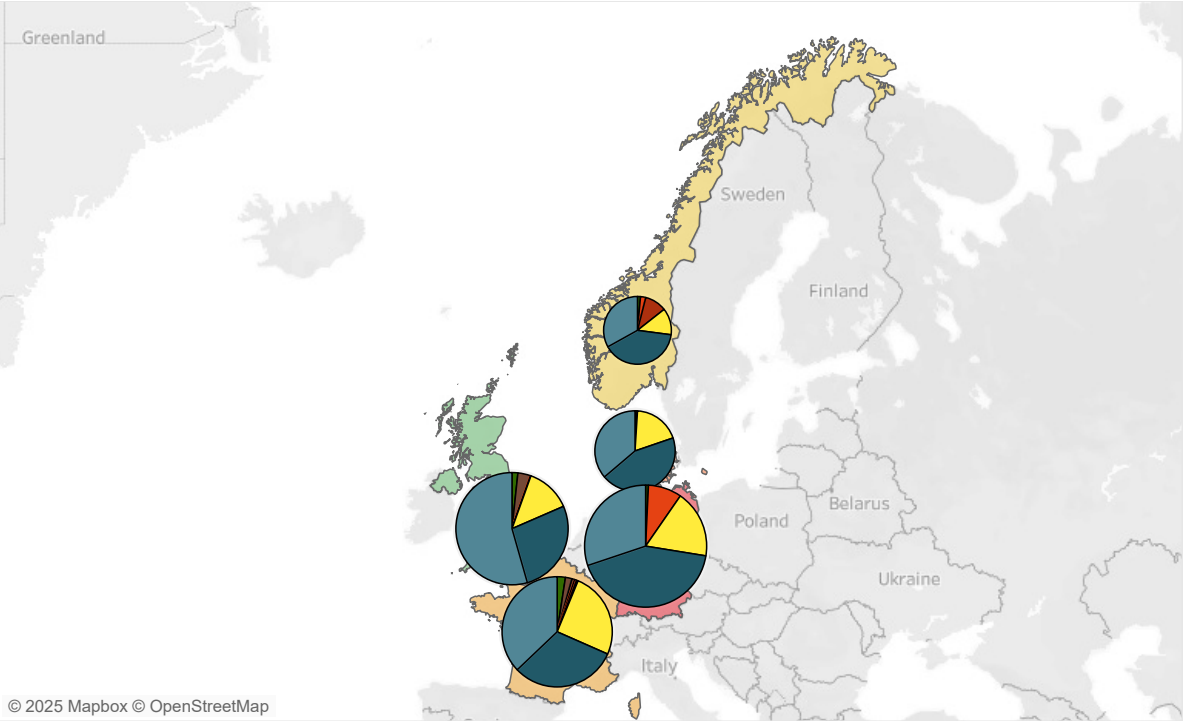 Greenland
Sweden
Finland
Belarus
Poland
Ukraine
Italy
© 2025 Mapbox © OpenStreetMap